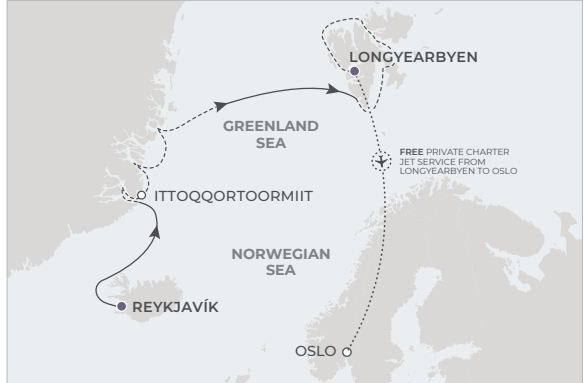 LONGYEARBYEN
GREENLAND
SEA
FREE PRIVATE CHARTER
JET SERVICE FROM
LONGYEARBYEN TO OSLO
ITTOQQORTOORMIIT
NORWEGIAN
SEA
REYKJAVÍK
OSLO